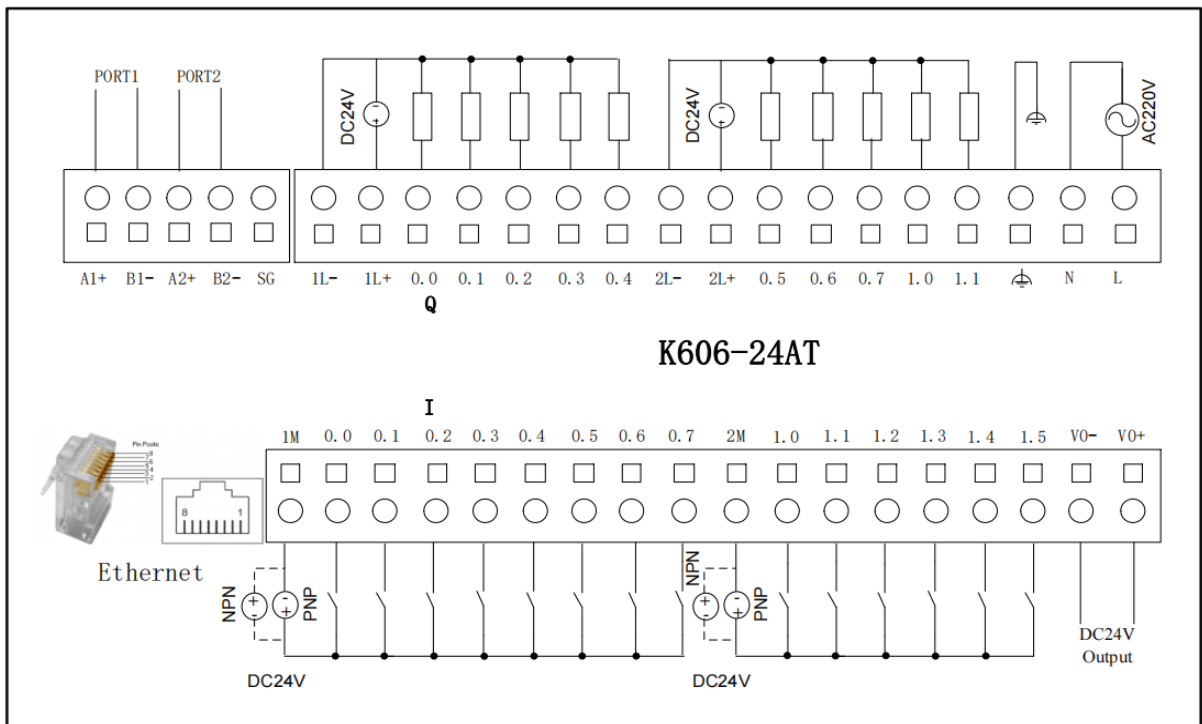 PORT1 PORT2
DC24V
DC24V
AC220V
A1+ B1- A2+ B2- SG
1L- 1L+ 0.0 0.1 0.2 0.3 0.4 2L- 2L+ 0.5 0.6 0.7 1.0 1.1 N L
Q
K606-24AT
I
1M 0.0 0.1 0.2 0.3 0.4 0.5 0.6 0.7 2M 1.0 1.1 1.2 1.3 1.4 1.5 VO- VO+
8 1
Ethernet
NPN PNP
NPN PNP
DC24V
DC24V
DC24V
Output